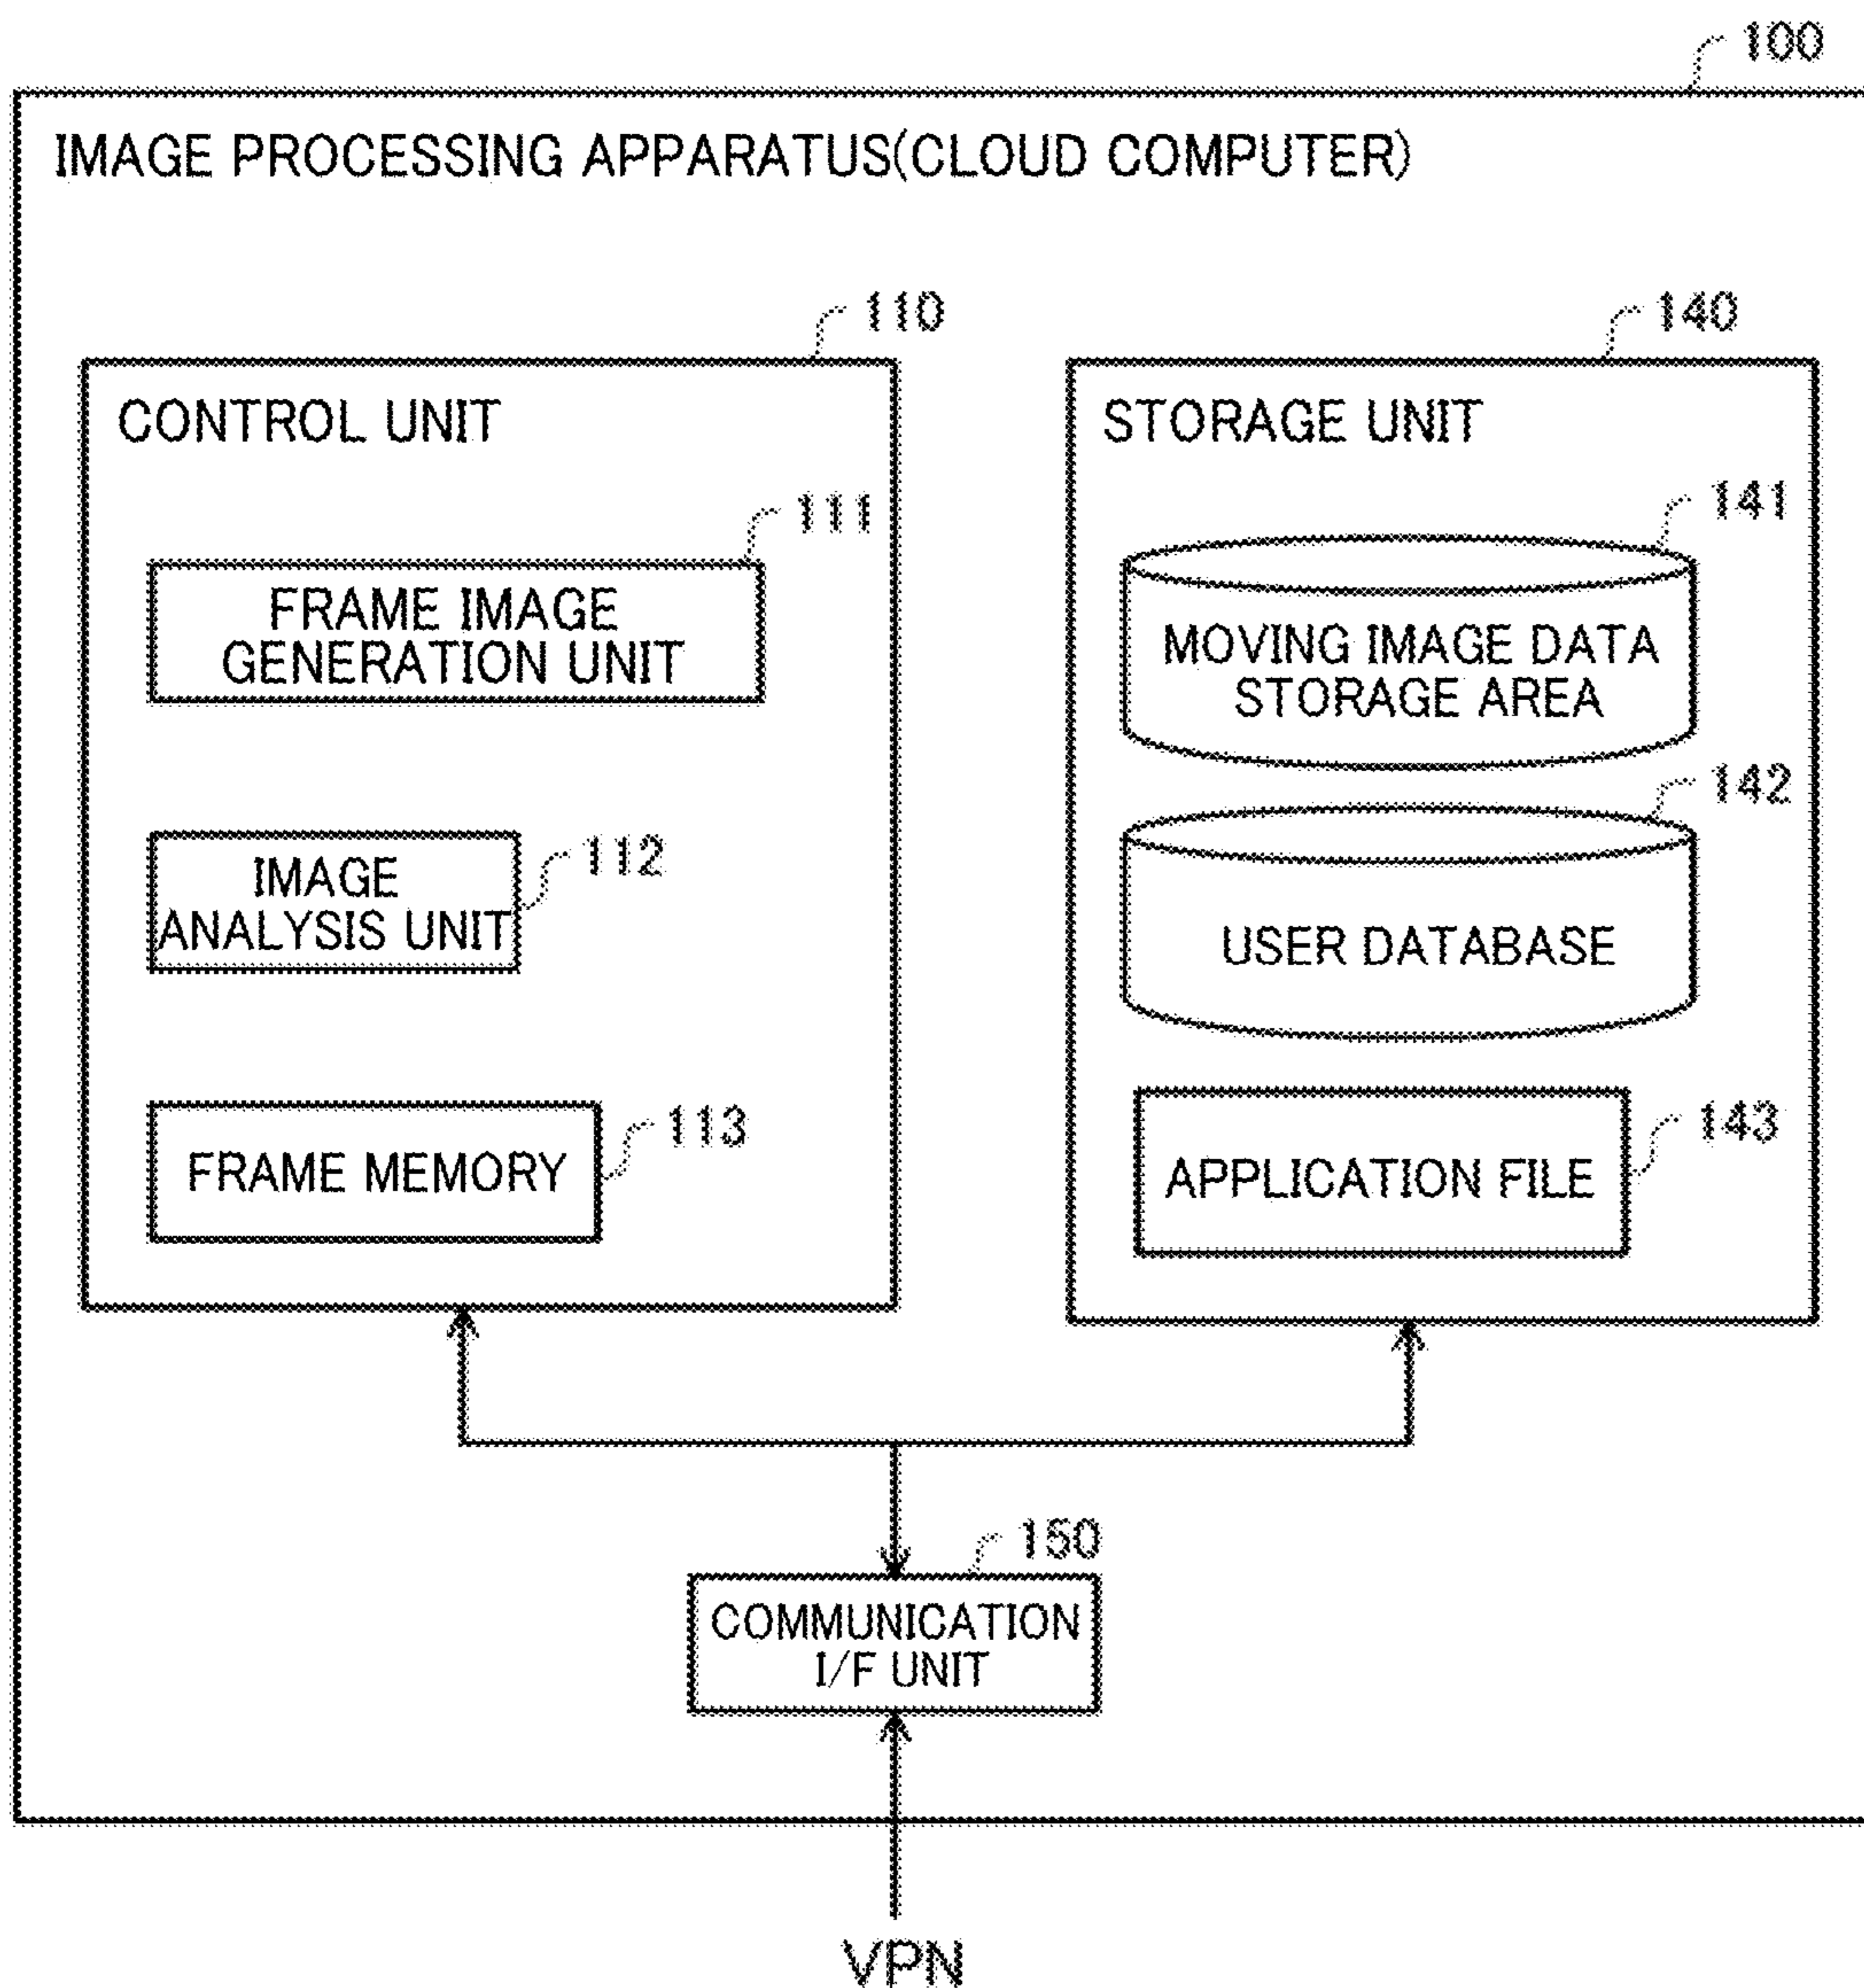 100
IMAGE PROCESSING APPARATUS(CLOUD COMPUTER)
110
CONTROL UNIT
111
FRAME IMAGE
GENERATION UNIT
112
IMAGE
ANALYSIS UNIT
113
FRAME MEMORY
140
STORAGE UNIT
141
MOVING IMAGE DATA
STORAGE AREA
142
USER DATABASE
143
APPLICATION FILE
150
COMMUNICATION
I/F UNIT
VPN